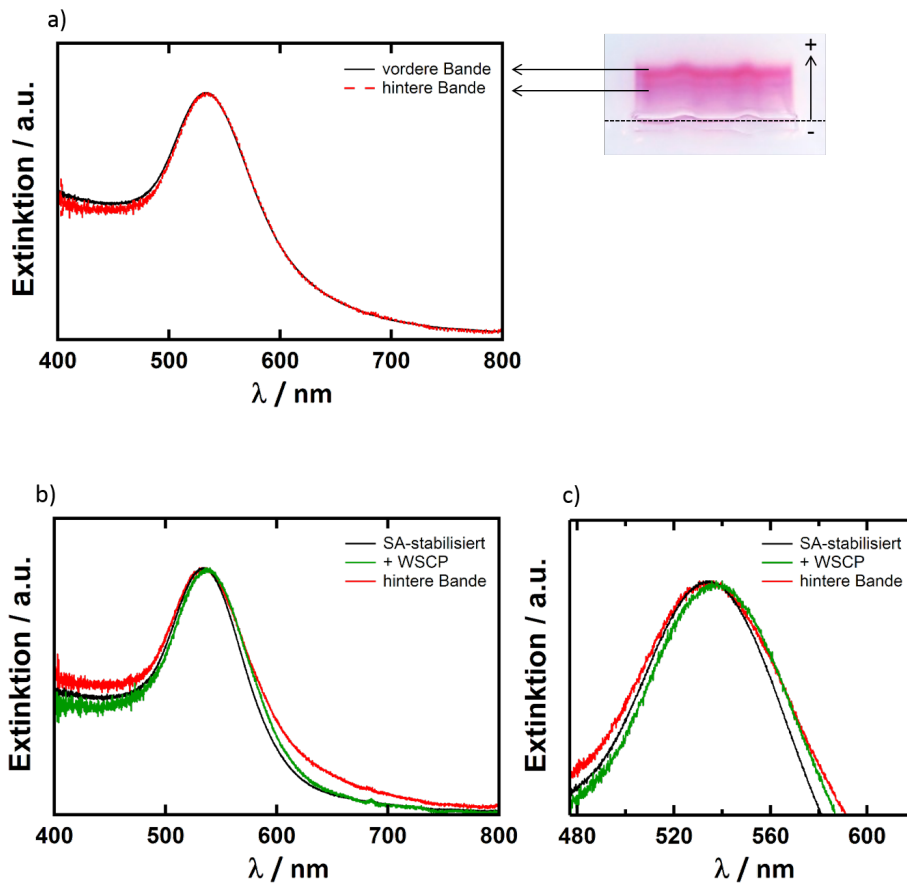 a)
Extinktion / a.u.
vordere Bande
hintere Bande
400 500 600 700 800
λ / nm
+
-
b)
Extinktion / a.u.
SA-stabilisiert
+ WSCP
hintere Bande
400 500 600 700 800
λ / nm
c)
Extinktion / a.u.
SA-stabilisiert
+ WSCP
hintere Bande
480 520 560 600
λ / nm